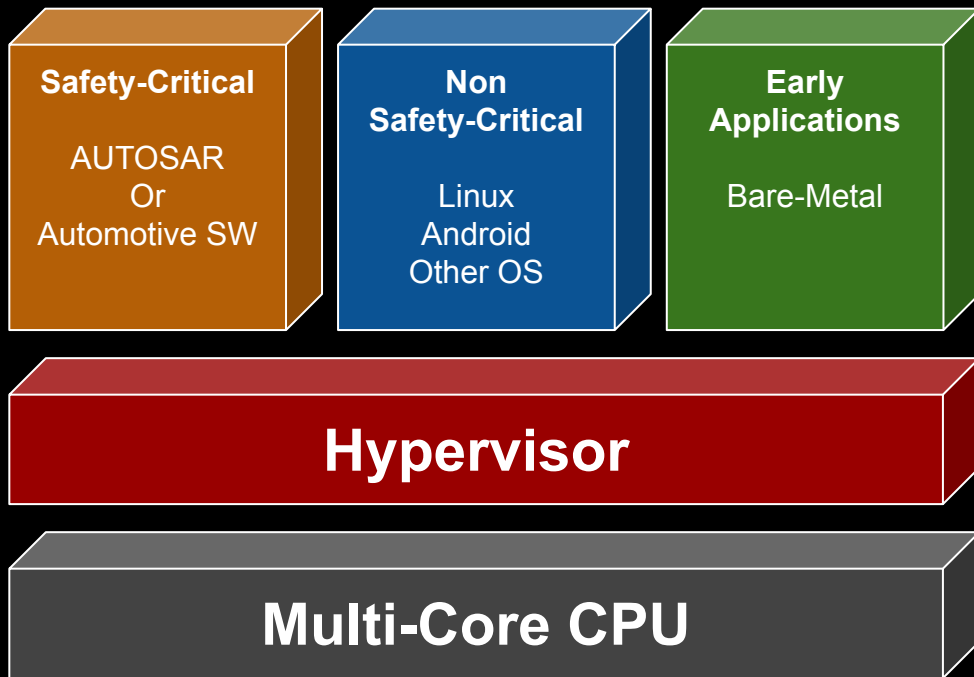 Safety-Critical
AUTOSAR
Or
Automotive SW
Non
Safety-Critical
Linux
Android
Other OS
Early
Applications
Bare-Metal
Hypervisor
Multi-Core CPU